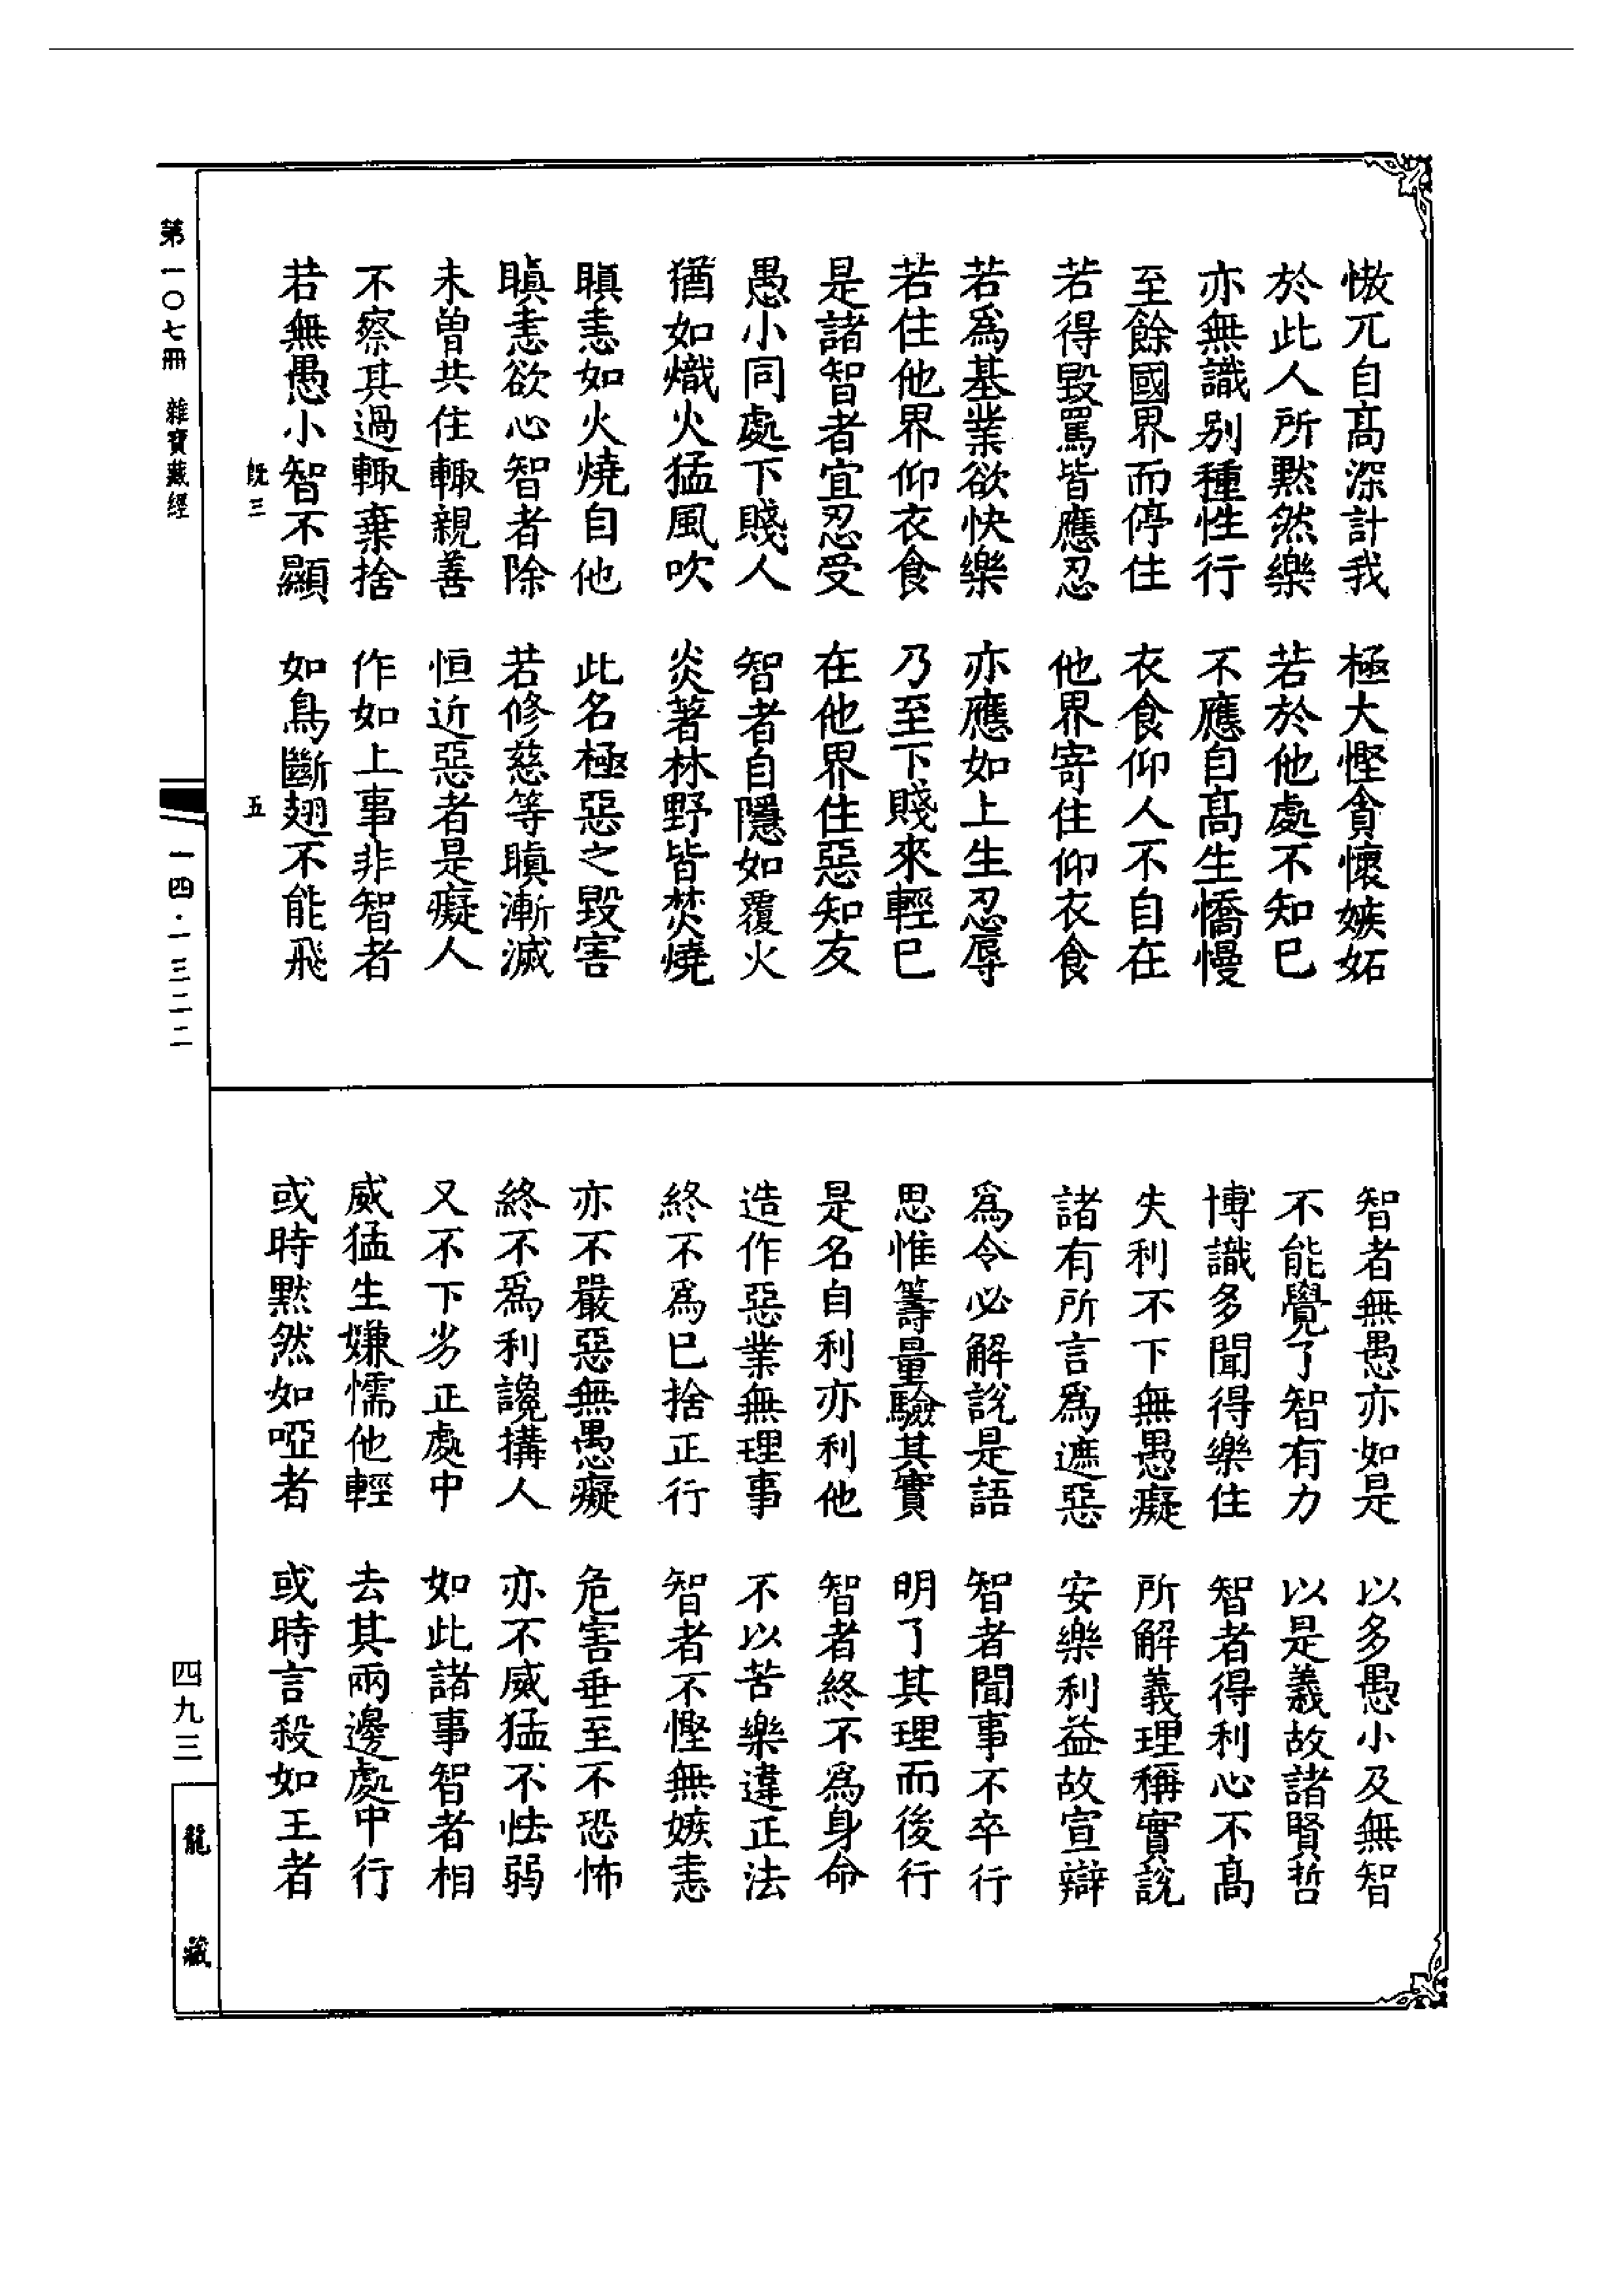 慠兀自髙深計我　極大慳貪懷嫉妬
於此人所黙然樂　若於他處不知巳
亦無識别種性行　不應自髙生憍慢
至餘國界而停住　衣食仰人不自在
若得毀罵皆應忍　他界寄住仰衣食
若爲基業欲快樂　亦應如上生忍辱
若住他界仰衣食　乃至下賤來輕巳
是諸智者宜忍受　在他界住惡知友
愚小同處下賤人　智者自隱如覆火
猶如熾火猛風吹　炎著林野皆焚燒
瞋恚如火燒自他　此名極惡之毀害
瞋恚欲心智者除　若修慈等瞋漸滅
未曽共住輙親善　恒近惡者是癡人
不察其過輙棄捨　作如上事非智者
若無愚小智不顯　如鳥斷翅不能飛
既三　五
智者無愚亦如是　以多愚小及無智
不能覺了智有力　以是義故諸賢哲
博識多聞得樂住　智者得利心不髙
失利不下無愚癡　所解義理稱實說
諸有所言爲遮惡　安樂利益故宣辯
爲令必解說是語　智者聞事不卒行
思惟籌量驗其實　明了其理而後行
是名自利亦利他　智者終不爲身命
造作惡業無理事　不以苦樂違正法
終不爲巳捨正行　智者不慳無嫉恚
亦不嚴惡無愚癡　危害垂至不恐怖
終不爲利讒搆人　亦不威猛不怯弱
又不下劣正處中　如此諸事智者相
威猛生嫌懦他輕　去其兩邊處中行
或時黙然如啞者　或時言殺如王者
第一〇七冊　雜寶藏經
一四·一三二二
四九三
龍藏